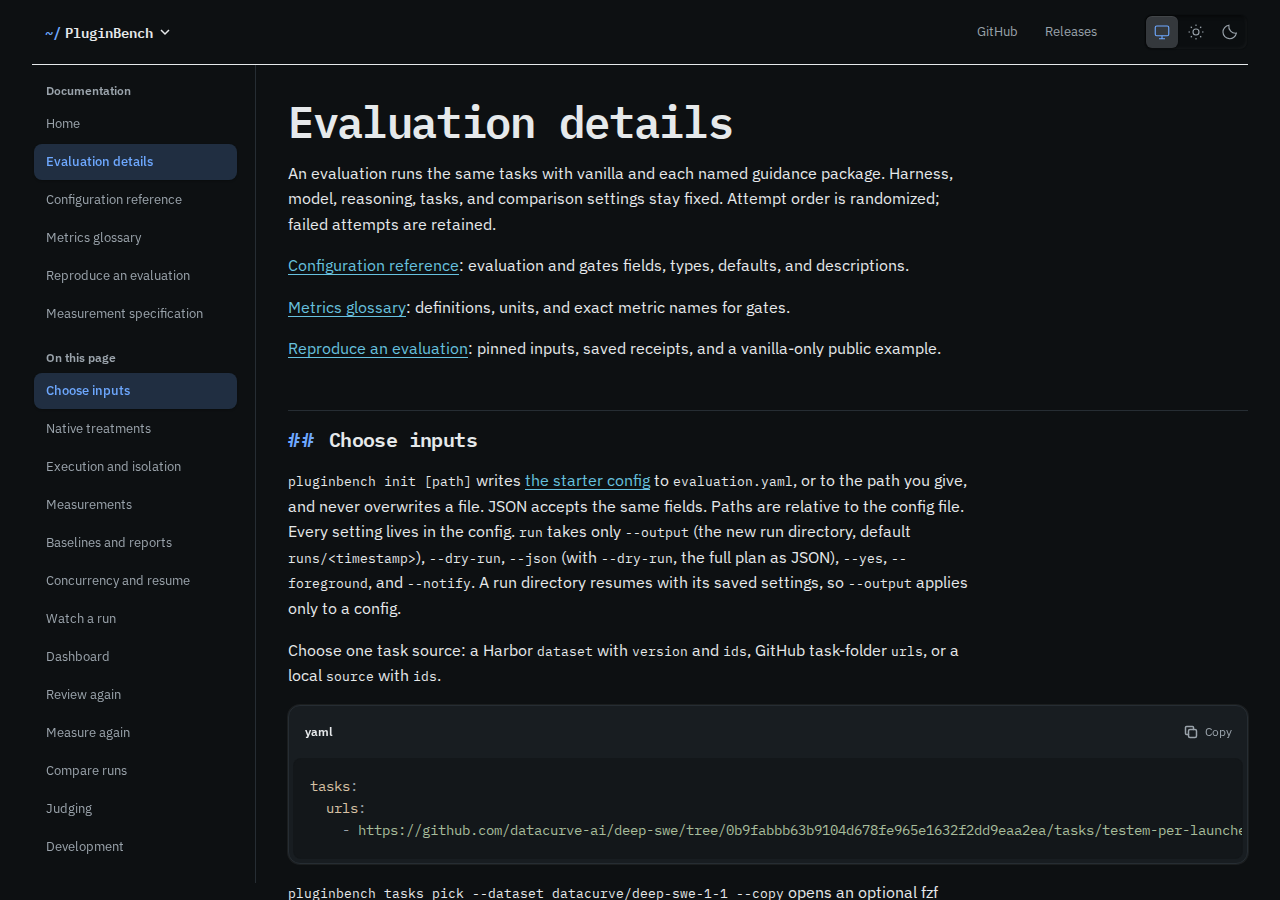 ~/ PluginBench
GitHub
Releases
Documentation
Home
Evaluation details
Configuration reference
Metrics glossary
Reproduce an evaluation
Measurement specification
On this page
Choose inputs
Native treatments
Execution and isolation
Measurements
Baselines and reports
Concurrency and resume
Watch a run
Dashboard
Review again
Measure again
Compare runs
Judging
Development
Evaluation details
An evaluation runs the same tasks with vanilla and each named guidance package. Harness,
model, reasoning, tasks, and comparison settings stay fixed. Attempt order is randomized;
failed attempts are retained.
Configuration reference: evaluation and gates fields, types, defaults, and descriptions.
Metrics glossary: definitions, units, and exact metric names for gates.
Reproduce an evaluation: pinned inputs, saved receipts, and a vanilla-only public example.
## Choose inputs
pluginbench init [path] writes the starter config to evaluation.yaml, or to the path you give,
and never overwrites a file. JSON accepts the same fields. Paths are relative to the config file.
Every setting lives in the config. run takes only --output (the new run directory, default
runs/<timestamp>), --dry-run, --json (with --dry-run, the full plan as JSON), --yes, --
foreground, and --notify. A run directory resumes with its saved settings, so --output applies
only to a config.
Choose one task source: a Harbor dataset with version and ids, GitHub task-folder urls, or a
local source with ids.
yaml
Copy
tasks:
urls:
- https://github.com/datacurve-ai/deep-swe/tree/0b9fabbb63b9104d678fe965e1632f2dd9eaa2ea/tasks/testem-per-launche
pluginbench tasks pick --dataset datacurve/deep-swe-1-1 --copy opens an optional fzf